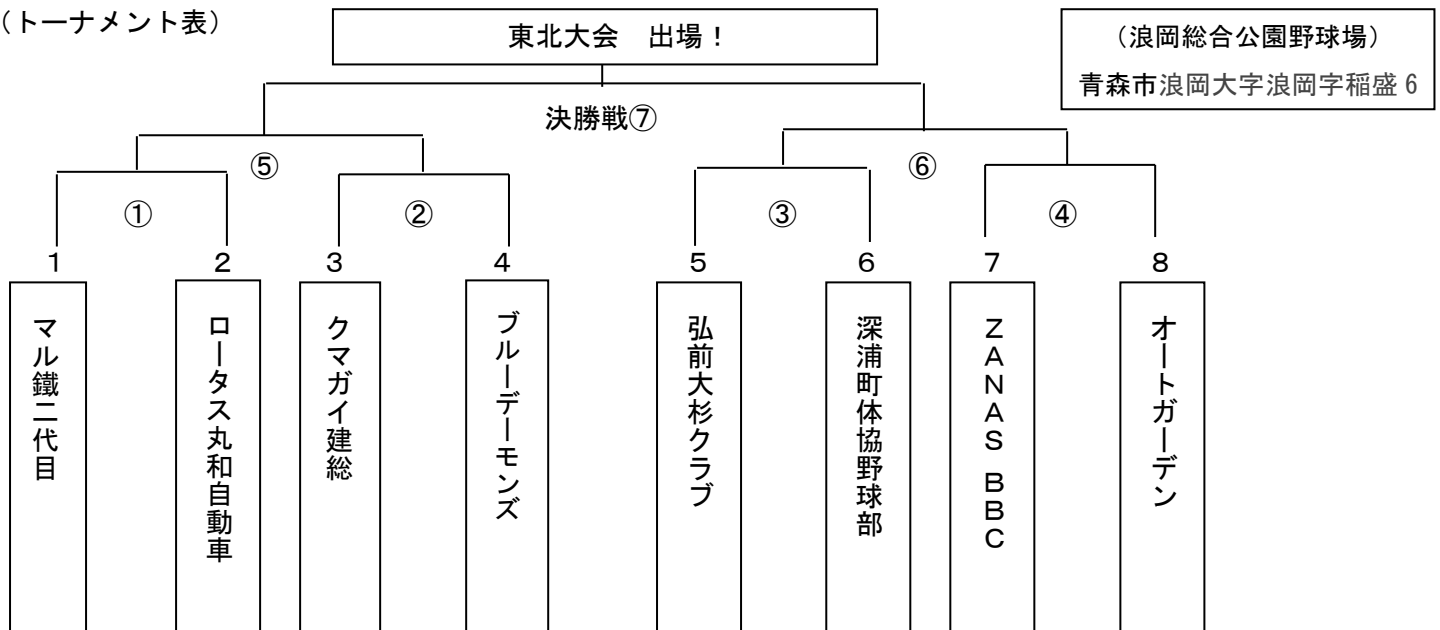 （トーナメント表）
東北大会　出場！
（浪岡総合公園野球場）
青森市浪岡大字浪岡字稲盛６
決勝戦⑦
⑤
⑥
①
②
③
④
１
２
３
４
５
６
７
８
マル鐵二代目
ロータス丸和自動車
クマガイ建総
ブルーデーモンズ
弘前大杉クラブ
深浦町体協野球部
ＺＡＮＡＳ ＢＢＣ
オートガーデン